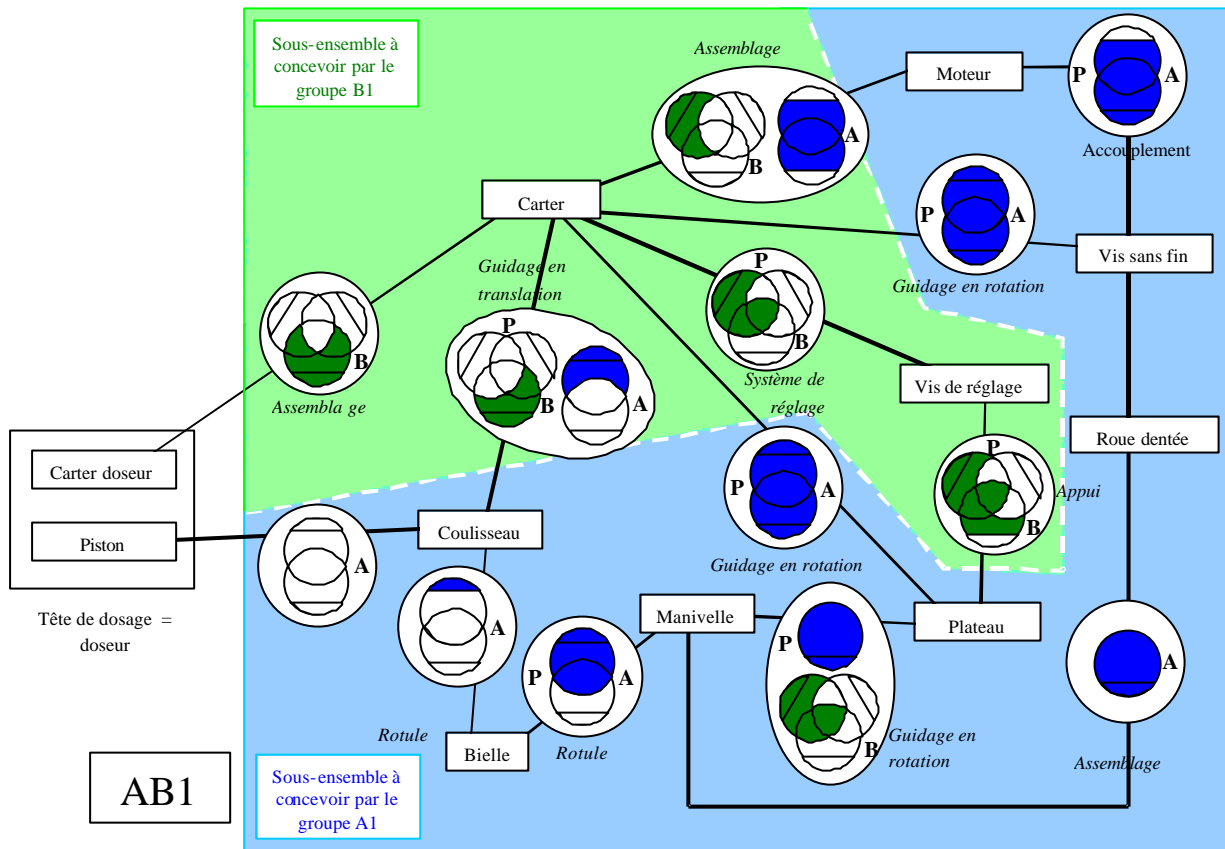 Sous-ensemble à
concevoir par le
groupe B1
Assemblage
Moteur
P
A
B
A
Accouplement
Carter
P
A
Vis sans fin
Guidage en
translation
P
Guidage en rotation
B
Assembla ge
P
B
A
B
Système de
réglage
Vis de réglage
Roue dentée
Carter doseur
Piston
Tête de dosage =
doseur
P
A
P
B
Appui
Coulisseau
A
Guidage en rotation
Manivelle
Plateau
A
P
A
P
B
A
Rotule
Bielle
Rotule
Guidage en
rotation
Assemblage
AB1
Sous-ensemble à
concevoir par le
groupe A1